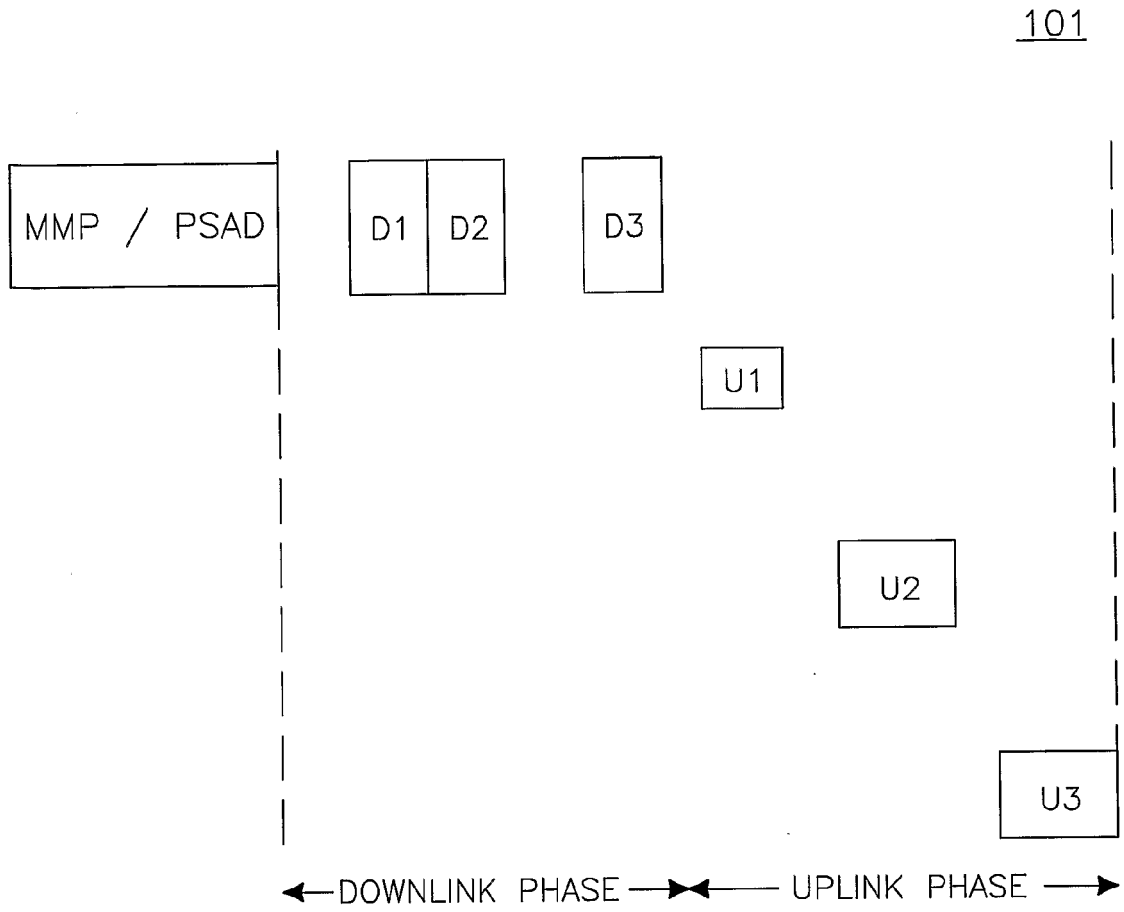 101
MMP / PSAD
D1
D2
D3
U1
U2
U3
DOWNLINK PHASE
UPLINK PHASE